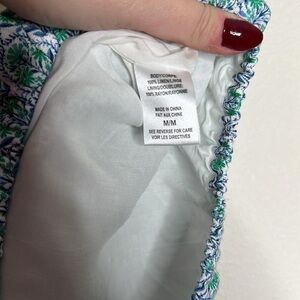 BODY/CORPS:
100% LINEN/LINGE
LINING/DOUBLURE:
100% RAYON/RAYONNE
MADE IN CHINA
FAIT AUX CHINE
M/M
SEE REVERSE FOR CARE
VOIR LES DIRECTIVES